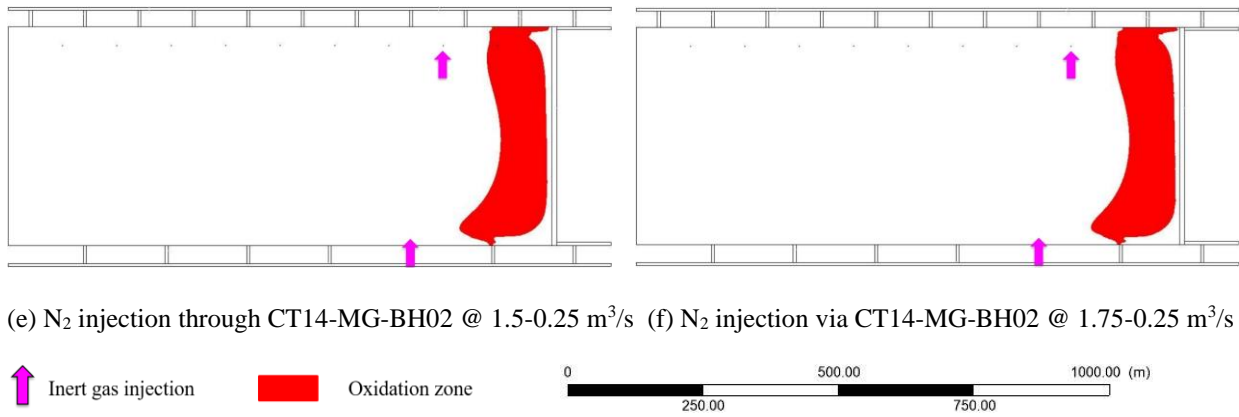 (e) N₂ injection through CT14-MG-BH02 @ 1.5-0.25 m³/s (f) N₂ injection via CT14-MG-BH02 @ 1.75-0.25 m³/s
Inert gas injection Oxidation zone 0 500.00 1000.00 (m)
250.00 750.00